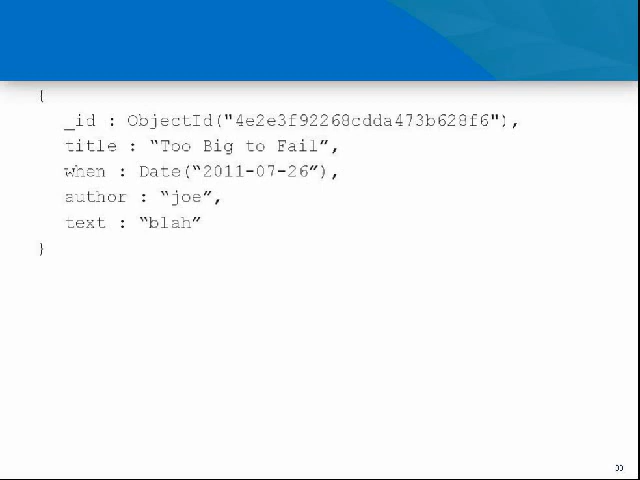 {
_id : ObjectId("4e2e3f92268cdda473b628f6"),
title : “Too Big to Fail”,
when : Date(“2011-07-26”),
author : “joe”,
text : “blah”
}